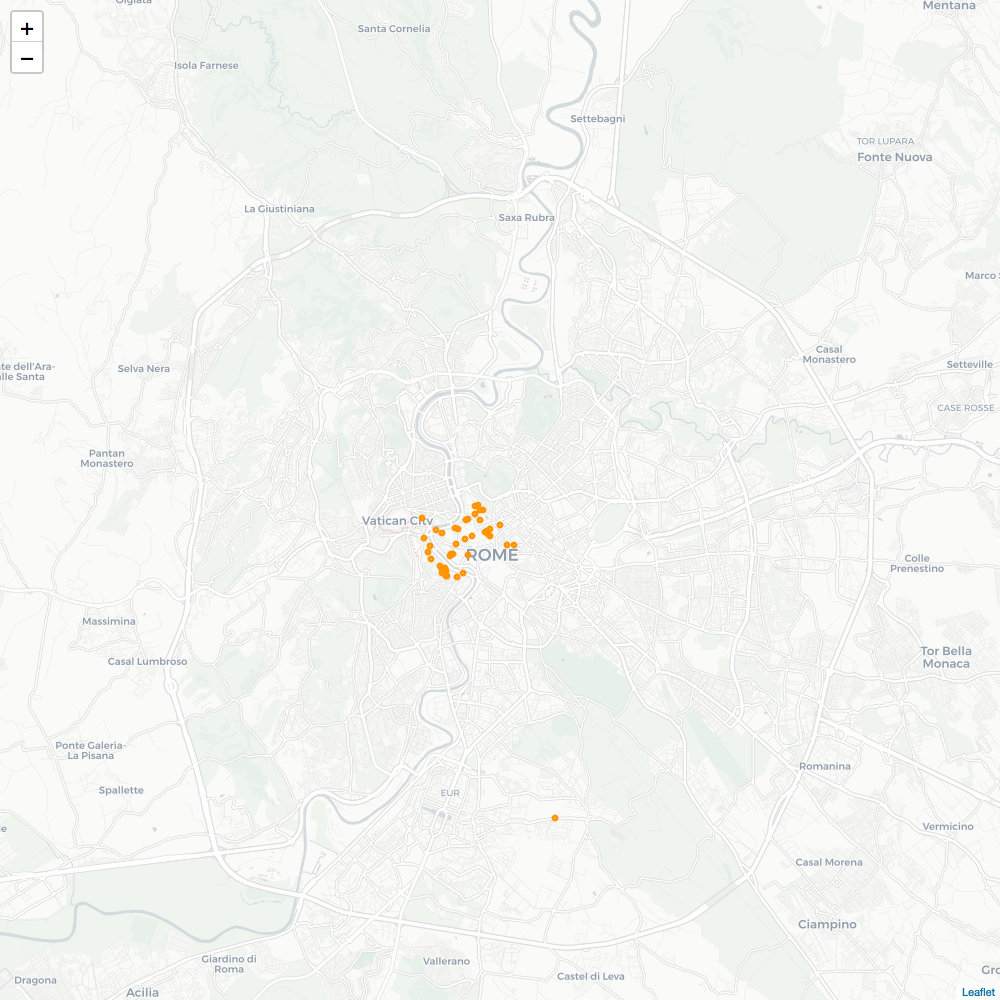 Olgiata
Mentana
+
−
Santa Cornelia
Isola Farnese
Settebagni
TOR LUPARA
Fonte Nuova
La Giustiniana
Saxa Rubra
Marco S
Casal
Monastero
te dell'Ara-
alle Santa
Selva Nera
Setteville
CASE ROSSE
Pantan
Monastero
Vatican City
ROME
Colle
Prenestino
Massimina
Casal Lumbroso
Tor Bella
Monaca
Ponte Galeria-
La Pisana
Romanina
Spallette
EUR
Vermicino
Casal Morena
Ciampino
Giardino di
Roma
Vallerano
Castel di Leva
Gro
Dragona
Acilia
Leaflet